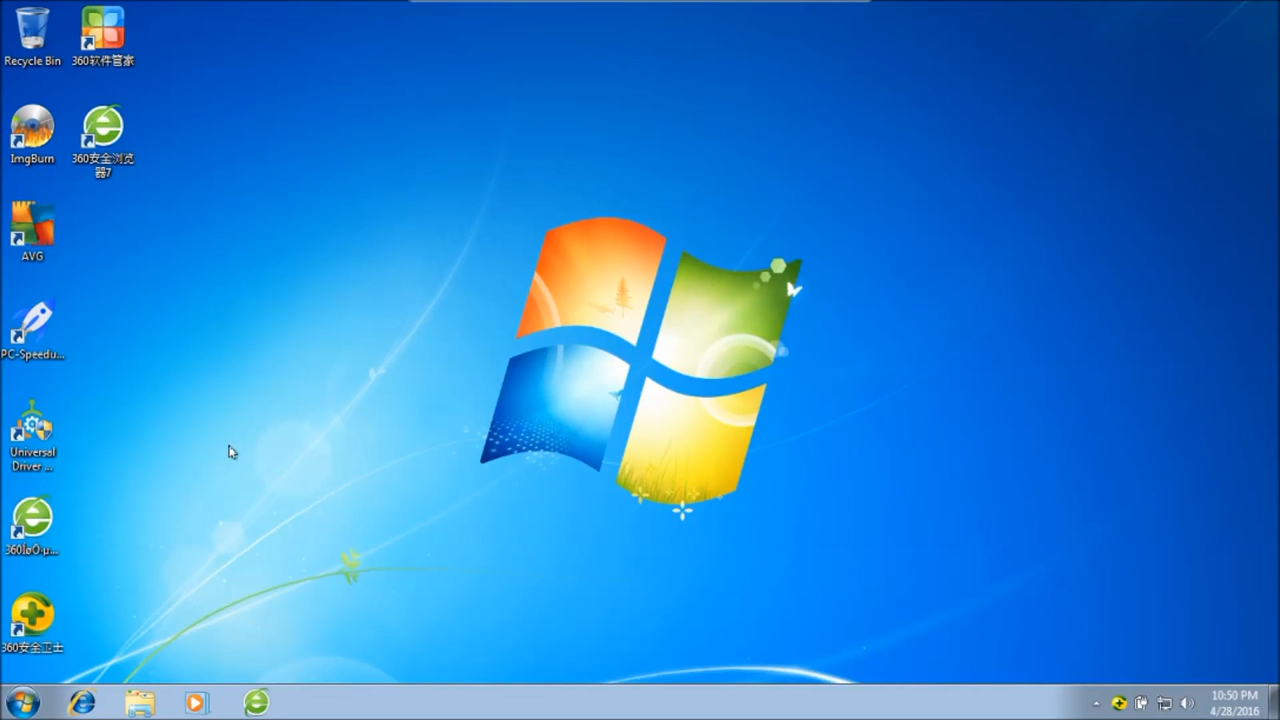 Recycle Bin
360软件管家
ImgBurn
360安全浏览
器7
AVG
PC-Speedu...
Universal
Driver ...
360ÍøÒ·µ...
360安全卫士
10:50 PM
4/28/2016